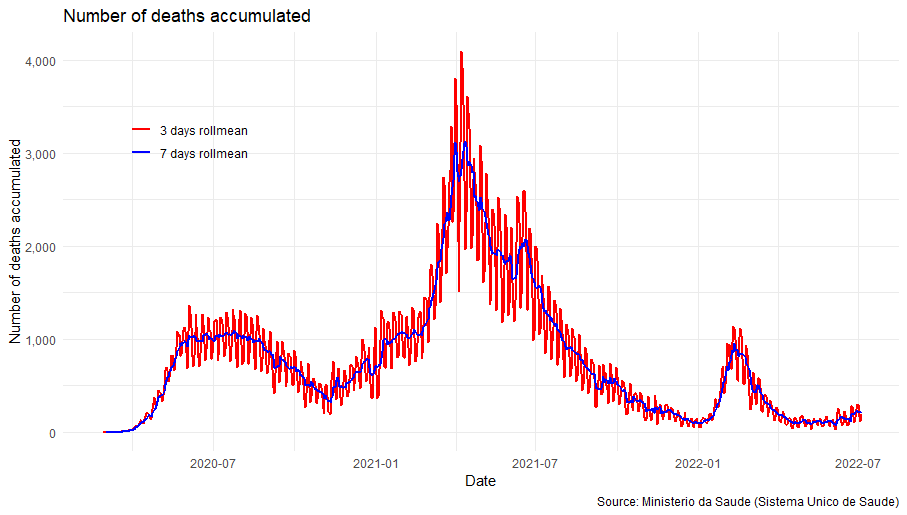 Number of deaths accumulated
4,000
3,000
2,000
1,000
0
Number of deaths accumulated
3 days rollmean
7 days rollmean
2020-07
2021-01
2021-07
2022-01
2022-07
Date
Source: Ministerio da Saude (Sistema Unico de Saude)